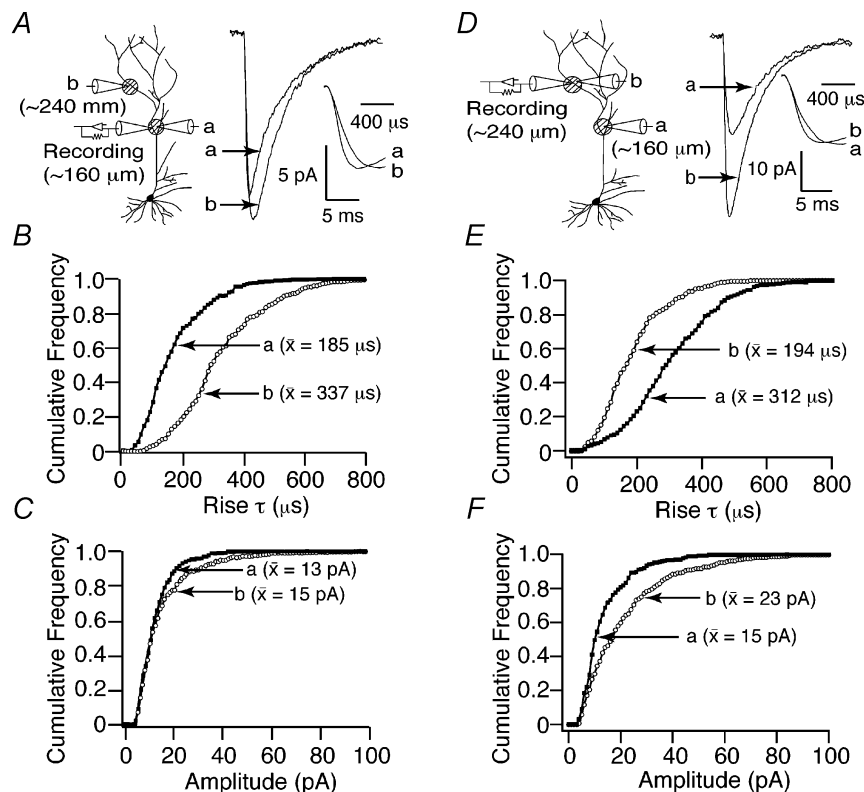 A
b
(~240 mm)
a
Recording
(~160 μm)
a
b
400 μs
a
b
5 pA
5 ms
D
b
Recording
(~240 μm)
a
(~160 μm)
a
b
400 μs
b
a
10 pA
5 ms
B
Cumulative Frequency
1.0
0.8
0.6
0.4
0.2
0
a (x̄ = 185 μs)
b (x̄ = 337 μs)
0 200 400 600 800
Rise τ (μs)
E
Cumulative Frequency
1.0
0.8
0.6
0.4
0.2
0
b (x̄ = 194 μs)
a (x̄ = 312 μs)
0 200 400 600 800
Rise τ (μs)
C
Cumulative Frequency
1.0
0.8
0.6
0.4
0.2
0
a (x̄ = 13 pA)
b (x̄ = 15 pA)
0 20 40 60 80 100
Amplitude (pA)
F
Cumulative Frequency
1.0
0.8
0.6
0.4
0.2
0
b (x̄ = 23 pA)
a (x̄ = 15 pA)
0 20 40 60 80 100
Amplitude (pA)